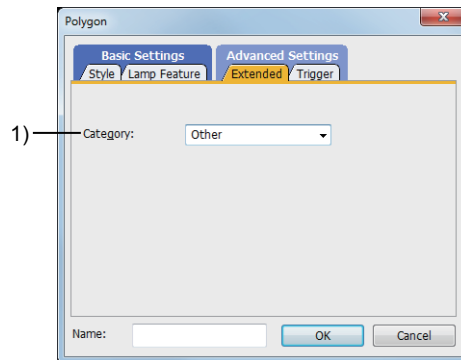 Polygon
Basic Settings
Advanced Settings
Style Lamp Feature
Extended Trigger
1)
Category:
Other
Name:
OK
Cancel